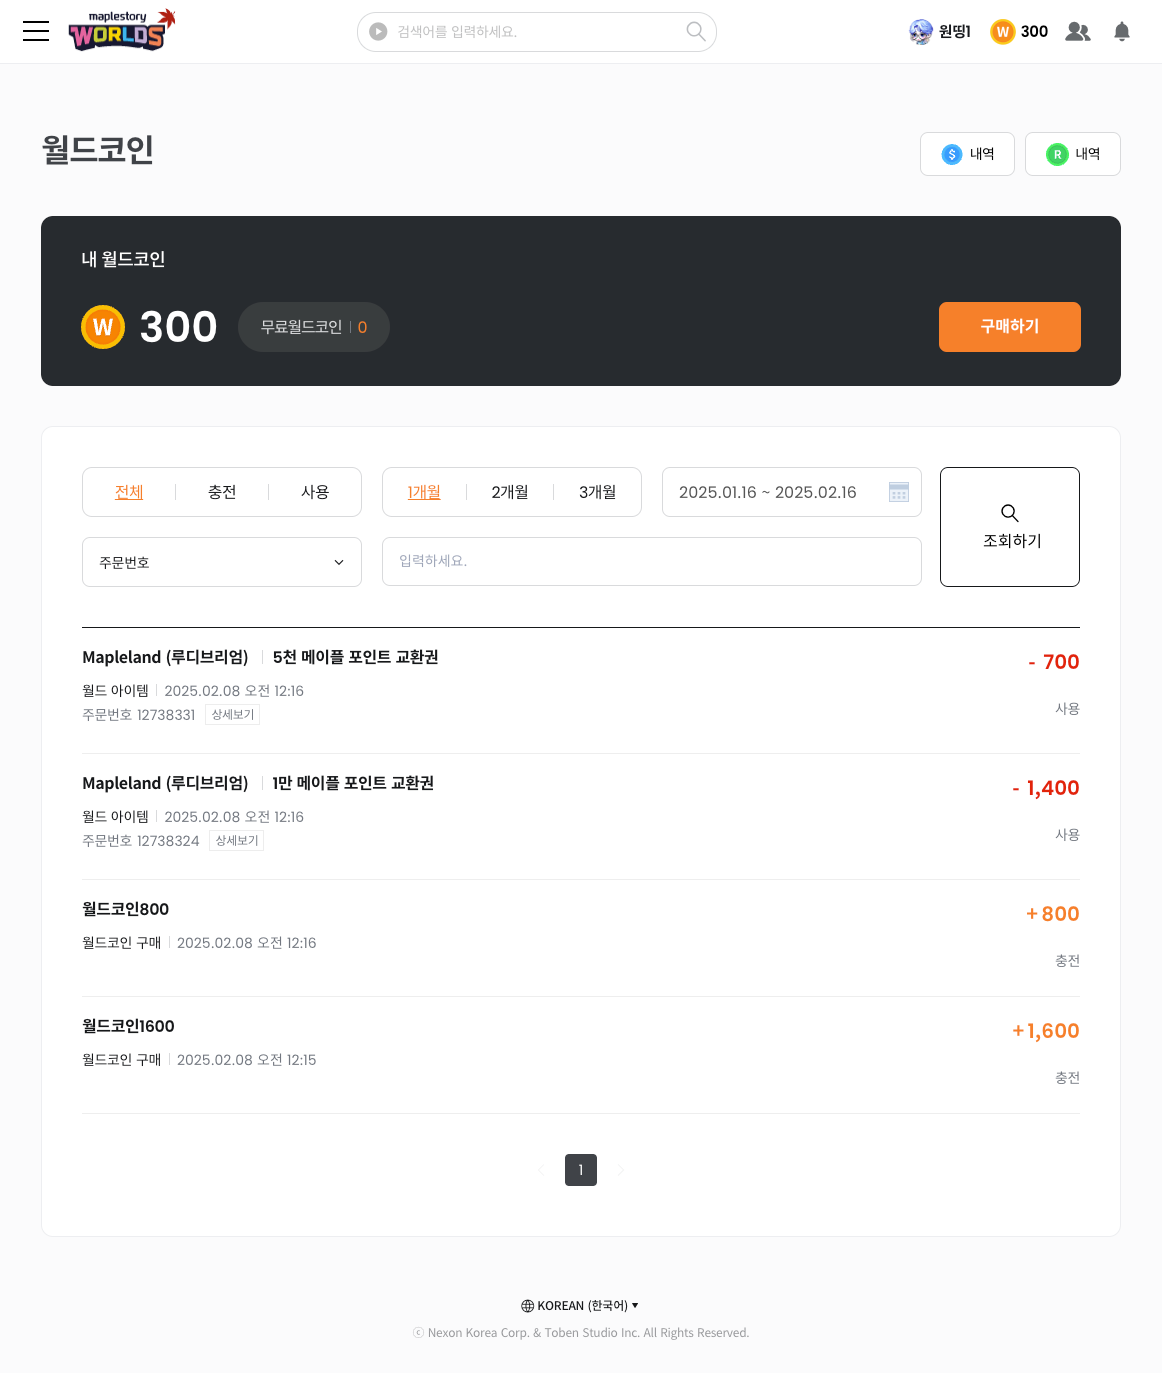 maplestory
WORLDS
검색어를 입력하세요.
원띵1
W 300
월드코인
$ 내역
R 내역
내 월드코인
W 300 무료월드코인 | 0
구매하기
전체 | 충전 | 사용
1개월 | 2개월 | 3개월
2025.01.16 ~ 2025.02.16
조회하기
주문번호
입력하세요.
Mapleland (루디브리엄) | 5천 메이플 포인트 교환권
- 700
월드 아이템 | 2025.02.08 오전 12:16
주문번호 12738331 상세보기
사용
Mapleland (루디브리엄) | 1만 메이플 포인트 교환권
- 1,400
월드 아이템 | 2025.02.08 오전 12:16
주문번호 12738324 상세보기
사용
월드코인800
+800
월드코인 구매 | 2025.02.08 오전 12:16
충전
월드코인1600
+1,600
월드코인 구매 | 2025.02.08 오전 12:15
충전
1
KOREAN (한국어)
ⓒ Nexon Korea Corp. & Toben Studio Inc. All Rights Reserved.